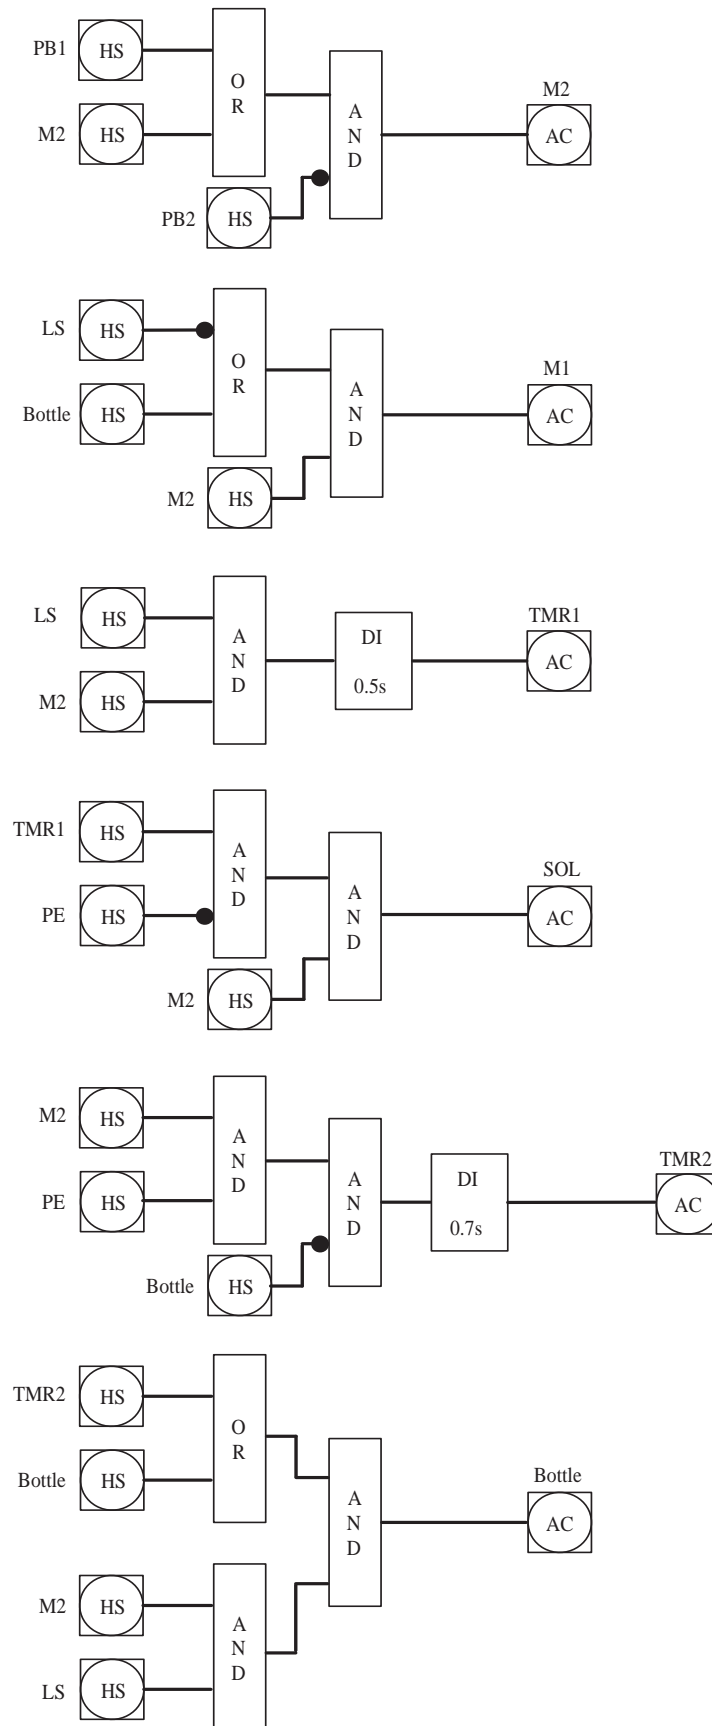 PB1 HS
O
R
A
N
D
M2
M2 HS
AC
PB2 HS
LS HS
O
R
A
N
D
M1
Bottle HS
AC
M2 HS
LS HS
A
N
D
DI
0.5s
TMR1
AC
M2 HS
TMR1 HS
A
N
D
A
N
D
SOL
AC
PE HS
M2 HS
M2 HS
A
N
D
A
N
D
DI
0.7s
TMR2
AC
PE HS
Bottle HS
TMR2 HS
O
R
Bottle HS
A
N
D
Bottle
AC
M2 HS
A
N
D
LS HS